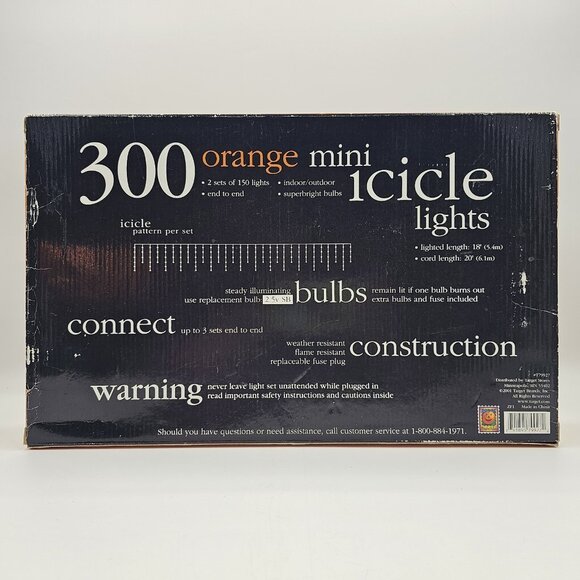 300 orange mini
icicle
lights
• 2 sets of 150 lights • indoor/outdoor
• end to end • superbright bulbs
• lighted length: 18' (5.4m)
• cord length: 20' (6.1m)
icicle
pattern per set
steady illuminating
use replacement bulb: 2.5v SB
bulbs
remain lit if one bulb burns out
extra bulbs and fuse included
connect up to 3 sets end to end
weather resistant
flame resistant
replaceable fuse plug
construction
warning
never leave light set unattended while plugged in
read important safety instructions and cautions inside
Distributed by Target Stores
Minneapolis, MN 55402
©2001 Target Brands, Inc.
All Rights Reserved
www.target.com
ZF1 Made in China
Should you have questions or need assistance, call customer service at 1-800-884-1971.